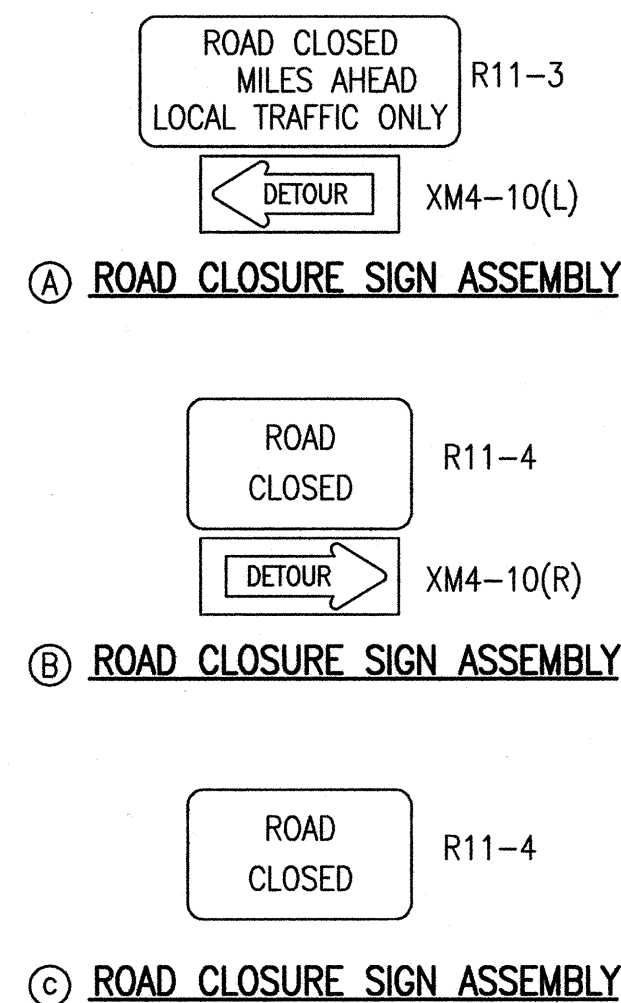 ROAD CLOSED
MILES AHEAD
LOCAL TRAFFIC ONLY
R11-3
DETOUR
XM4-10(L)
A ROAD CLOSURE SIGN ASSEMBLY
ROAD
CLOSED
R11-4
DETOUR
XM4-10(R)
B ROAD CLOSURE SIGN ASSEMBLY
ROAD
CLOSED
R11-4
C ROAD CLOSURE SIGN ASSEMBLY